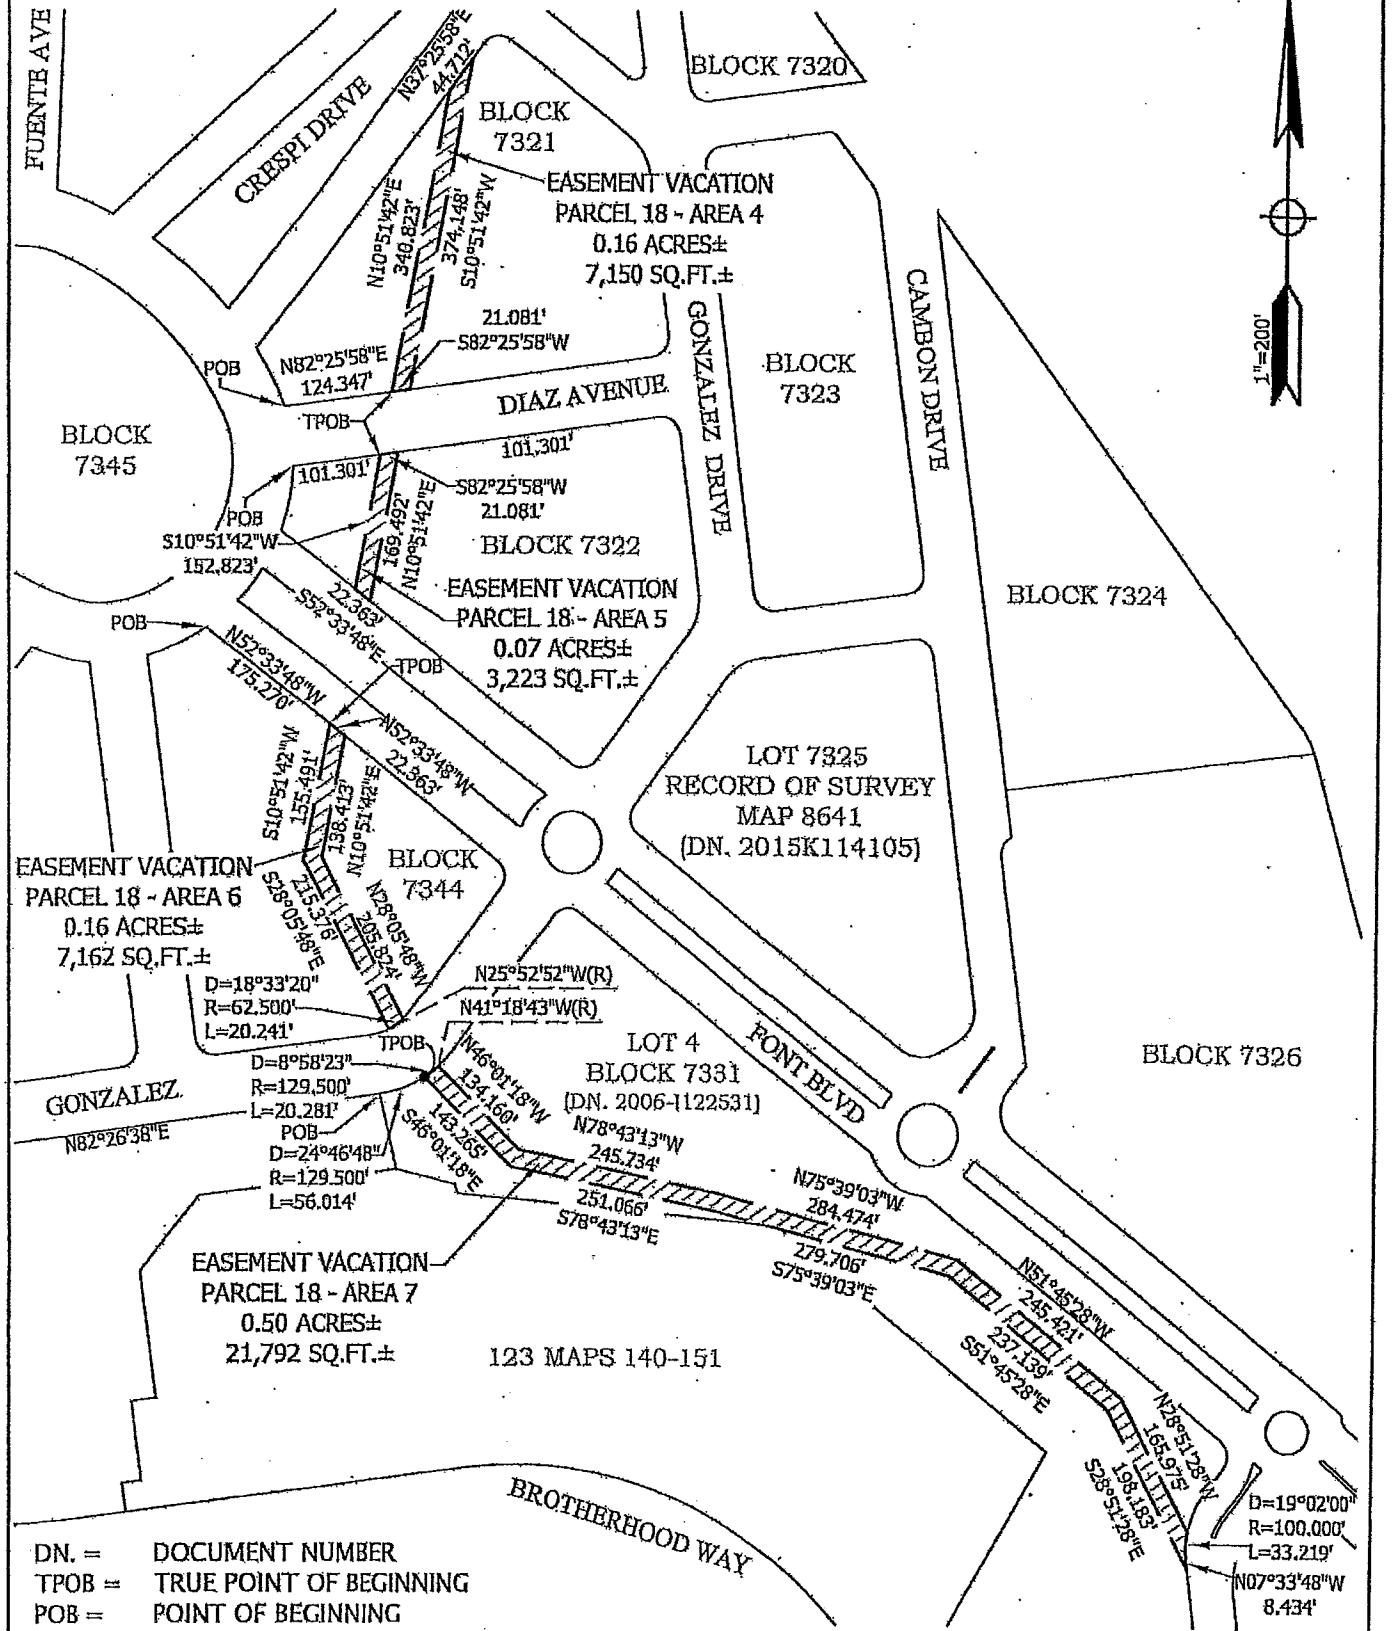 FUENTE AVE
CRESPI DRIVE
N37°25'58"E
44.712'
BLOCK 7320
BLOCK
7321
EASEMENT VACATION
PARCEL 18 - AREA 4
0.16 ACRES±
7,150 SQ.FT.±
N10°51'42"E
340.823'
374.148'
S10°51'42"W
1"=200'
21.081'
S82°25'58"W
POB
N82°25'58"E
124.347'
TPOB
DIAZ AVENUE
GONZALEZ DRIVE
BLOCK
7323
CAMBON DRIVE
BLOCK
7345
101.301'
101.301'
POB
S82°25'58"W
21.081'
S10°51'42"W
152.823'
169.492'
N10°51'42"E
BLOCK 7322
EASEMENT VACATION
PARCEL 18 - AREA 5
0.07 ACRES±
3,223 SQ.FT.±
22.363'
S52°33'48"E
BLOCK 7324
POB
N52°33'48"W
175.270'
TPOB
N52°33'48"W
22.363'
S10°51'42"W
155.491'
138.413'
N10°51'42"E
LOT 7325
RECORD OF SURVEY
MAP 8641
(DN. 2015K114105)
EASEMENT VACATION
PARCEL 18 - AREA 6
0.16 ACRES±
7,162 SQ.FT.±
BLOCK
7344
S28°05'48"E
215.376'
205.824'
N28°05'48"W
D=18°33'20"
R=62.500'
L=20.241'
N25°52'52"W(R)
N41°18'43"W(R)
TPOB
D=8°58'23"
R=129.500'
L=20.281'
POB
D=24°46'48"
R=129.500'
L=56.014'
GONZALEZ
N82°26'38"E
N46°01'18"W
134.160'
143.265'
S46°01'18"E
LOT 4
BLOCK 7331
(DN. 2006-I122531)
FONT BLVD
BLOCK 7326
N78°43'13"W
245.734'
251.066'
S78°43'13"E
N75°39'03"W
284.474'
279.706'
S75°39'03"E
EASEMENT VACATION
PARCEL 18 - AREA 7
0.50 ACRES±
21,792 SQ.FT.±
123 MAPS 140-151
N51°45'28"W
245.421'
237.139'
S51°45'28"E
N28°51'28"W
165.975'
198.183'
S28°51'28"E
D=19°02'00"
R=100.000'
L=33.219'
N07°33'48"W
8.434'
BROTHERHOOD WAY
DN. = DOCUMENT NUMBER
TPOB = TRUE POINT OF BEGINNING
POB = POINT OF BEGINNING